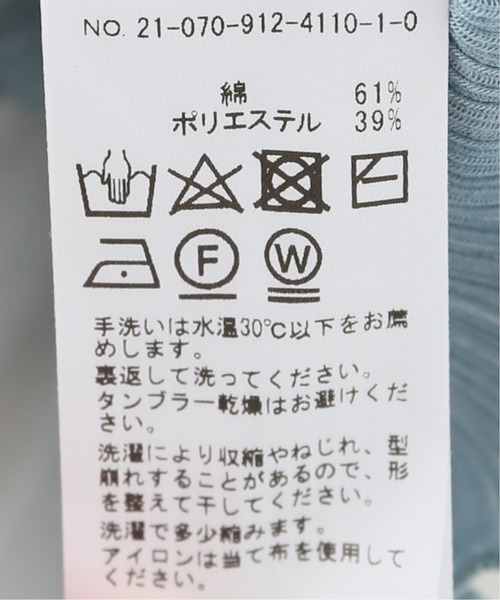 NO. 21-070-912-4110-1-0
綿 61%
ポリエステル 39%
F W
手洗いは水温30℃以下をお薦
めします。
裏返して洗ってください。
タンブラー乾燥はお避けくだ
さい。
洗濯により収縮やねじれ、型
崩れすることがあるので、形
を整えて干してください。
洗濯で多少縮みます。
アイロンは当て布を使用して
ください。